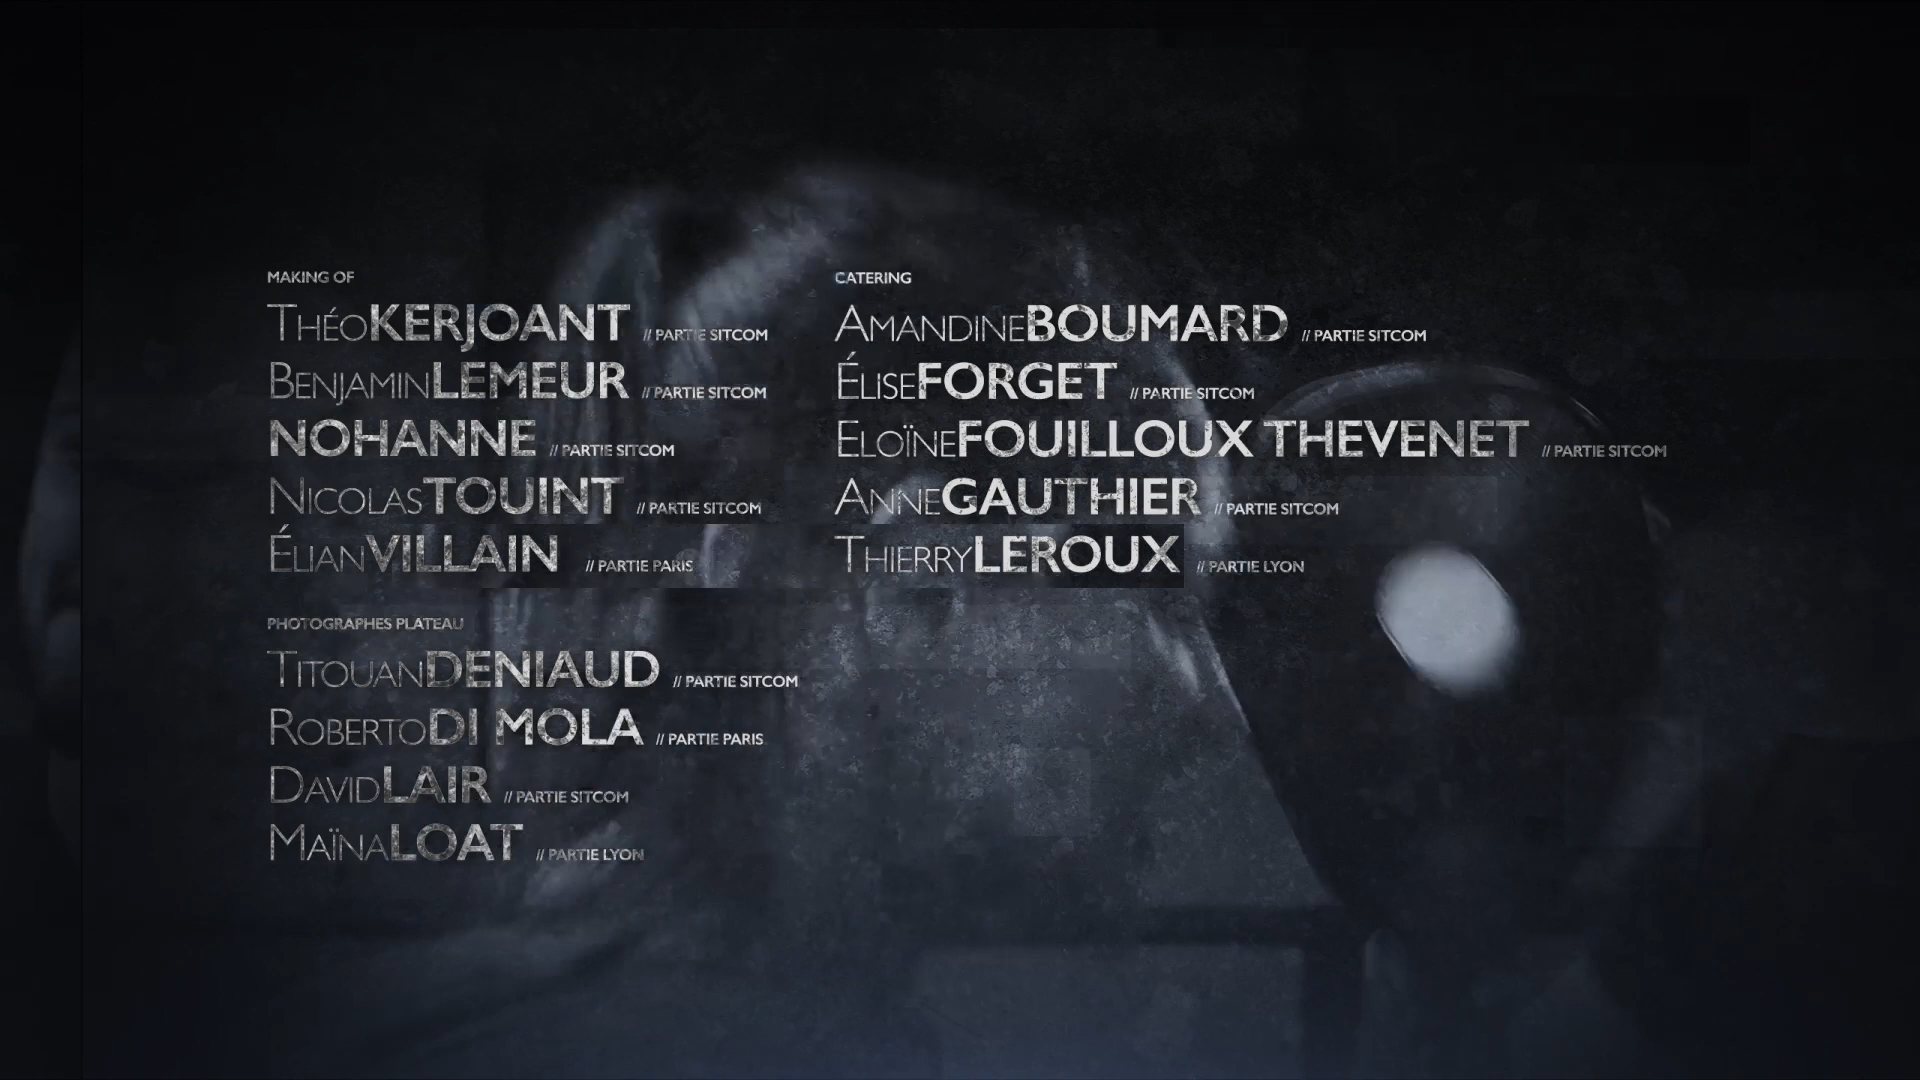 MAKING OF
THÉOKERJOANT // PARTIE SITCOM
BENJAMINLEMEUR // PARTIE SITCOM
NOHANNE // PARTIE SITCOM
NICOLASTOUINT // PARTIE SITCOM
ÉLIANVILLAIN // PARTIE PARIS
PHOTOGRAPHES PLATEAU
TITOUANDENIAUD // PARTIE SITCOM
ROBERTODI MOLA // PARTIE PARIS
DAVIDLAIR // PARTIE SITCOM
MAÏNALOAT // PARTIE LYON
CATERING
AMANDINEBOUMARD // PARTIE SITCOM
ÉLISEFORGET // PARTIE SITCOM
ELOÏNEFOUILLOUX THEVENET // PARTIE SITCOM
ANNEGAUTHIER // PARTIE SITCOM
THIERRYLEROUX // PARTIE LYON